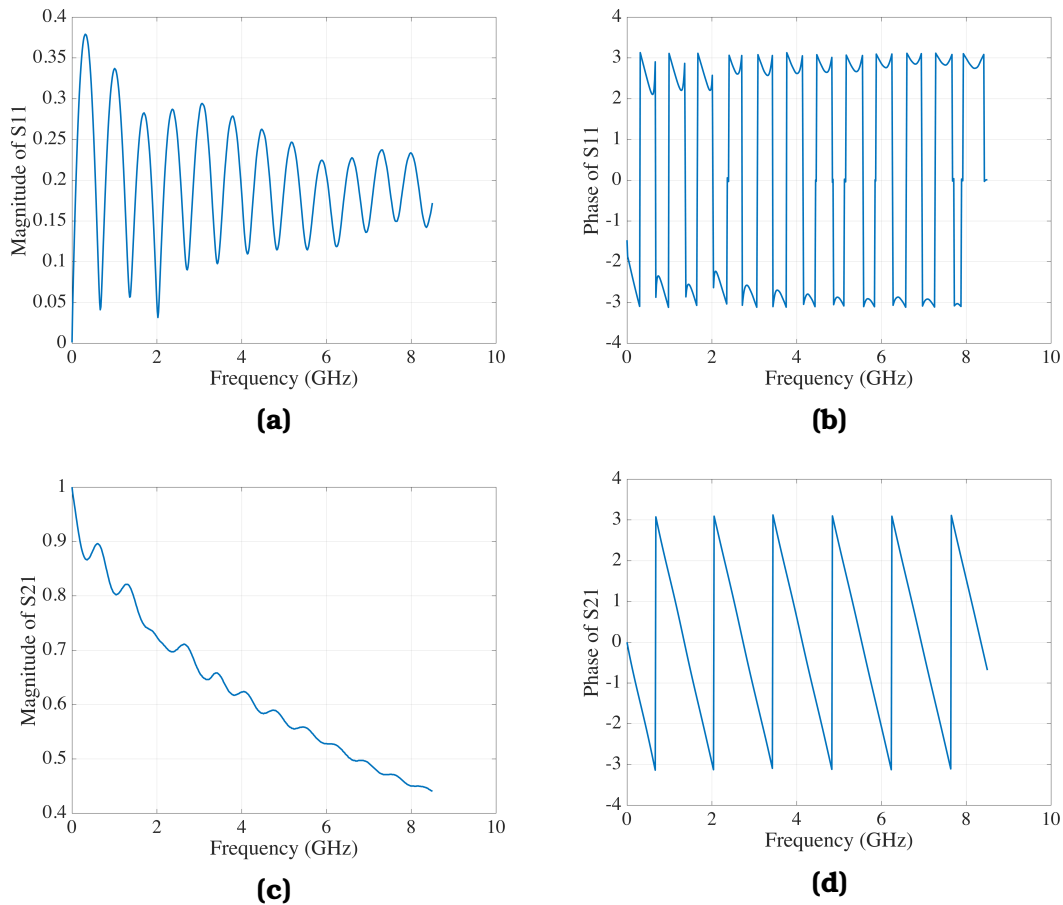 0.4
0.35
0.3
0.25
0.2
0.15
0.1
0.05
0
Magnitude of S11
0 2 4 6 8 10
Frequency (GHz)
(a)
4
3
2
1
0
-1
-2
-3
-4
Phase of S11
0 2 4 6 8 10
Frequency (GHz)
(b)
1
0.9
0.8
0.7
0.6
0.5
0.4
Magnitude of S21
0 2 4 6 8 10
Frequency (GHz)
(c)
4
3
2
1
0
-1
-2
-3
-4
Phase of S21
0 2 4 6 8 10
Frequency (GHz)
(d)